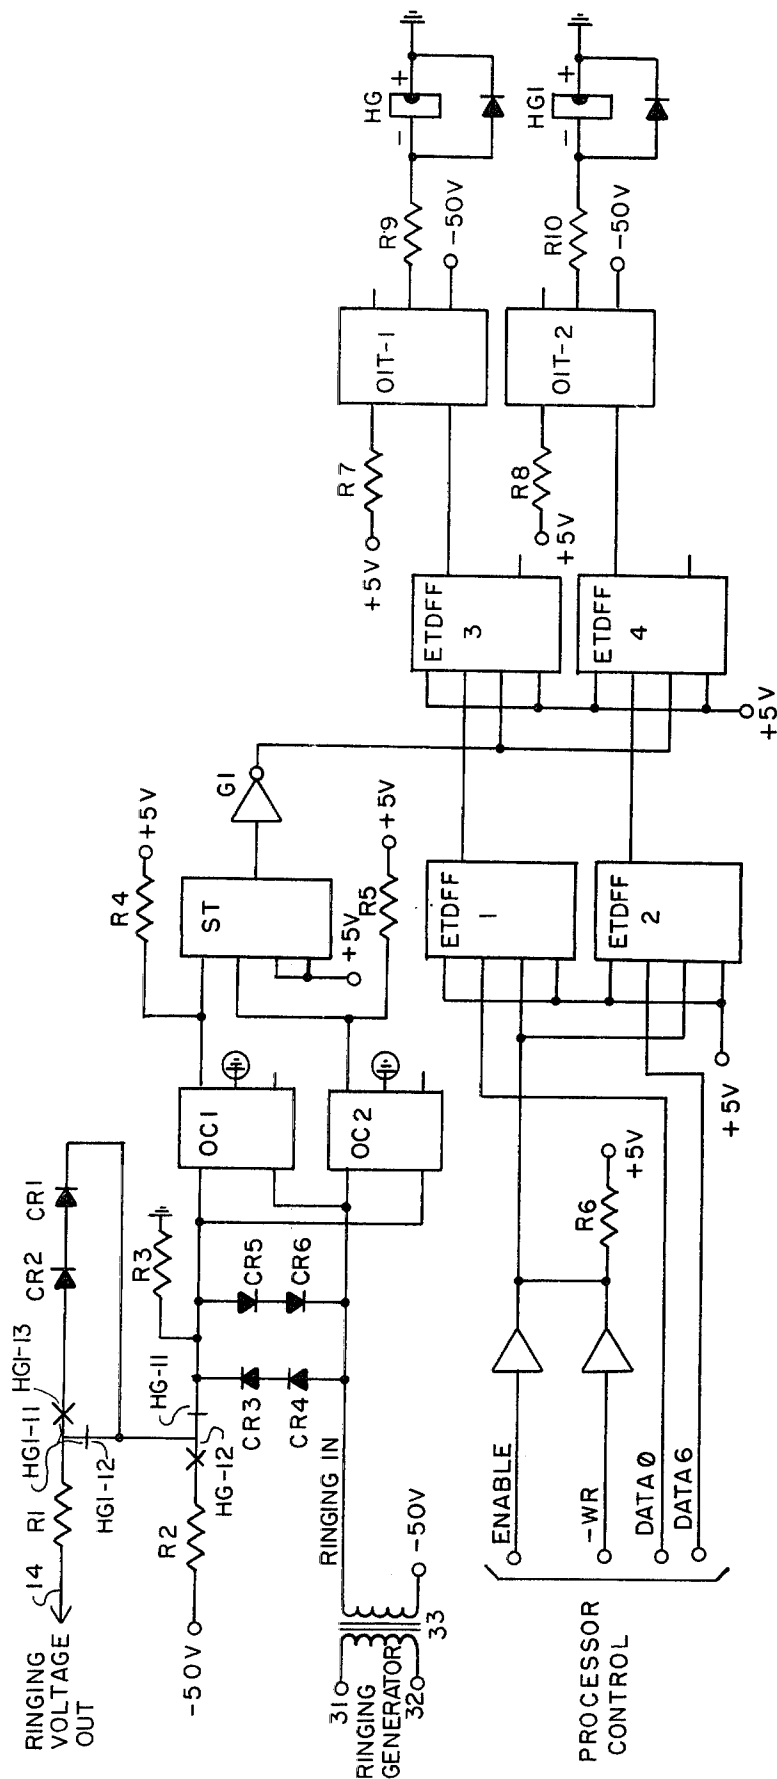 RINGING
VOLTAGE
OUT
14
R1
HG1-11
HG1-13
HG1-12
CR2
CR1
-50V
R2
HG-12
HG-11
R3
CR3
CR4
CR5
CR6
RINGING IN
31
32
RINGING
GENERATOR
33
-50V
OC1
OC2
R4
+5V
ST
+5V
R5
+5V
G1
PROCESSOR
CONTROL
ENABLE
-WR
DATA0
DATA6
R6
+5V
+5V
ETDFF
1
ETDFF
2
ETDFF
3
ETDFF
4
+5V
+5V
R7
+5V
R8
OIT-1
OIT-2
-50V
-50V
R9
R10
HG
- +
HG1
- +